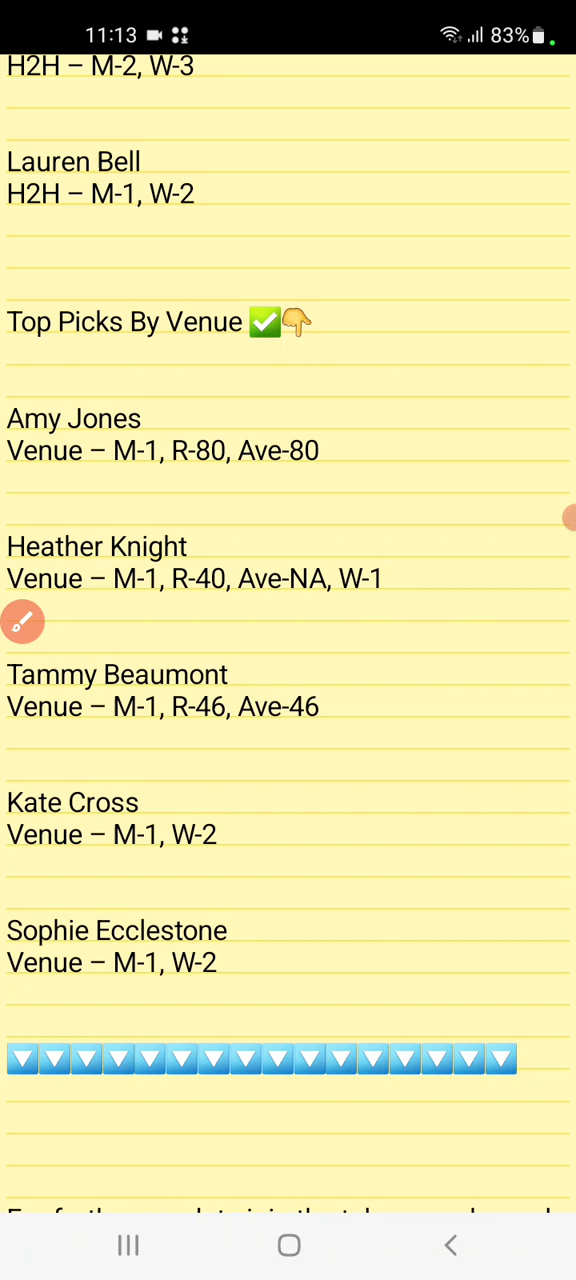 11:13
83%
H2H – M-2, W-3
Lauren Bell
H2H – M-1, W-2
Top Picks By Venue ✅👇
Amy Jones
Venue – M-1, R-80, Ave-80
Heather Knight
Venue – M-1, R-40, Ave-NA, W-1
Tammy Beaumont
Venue – M-1, R-46, Ave-46
Kate Cross
Venue – M-1, W-2
Sophie Ecclestone
Venue – M-1, W-2